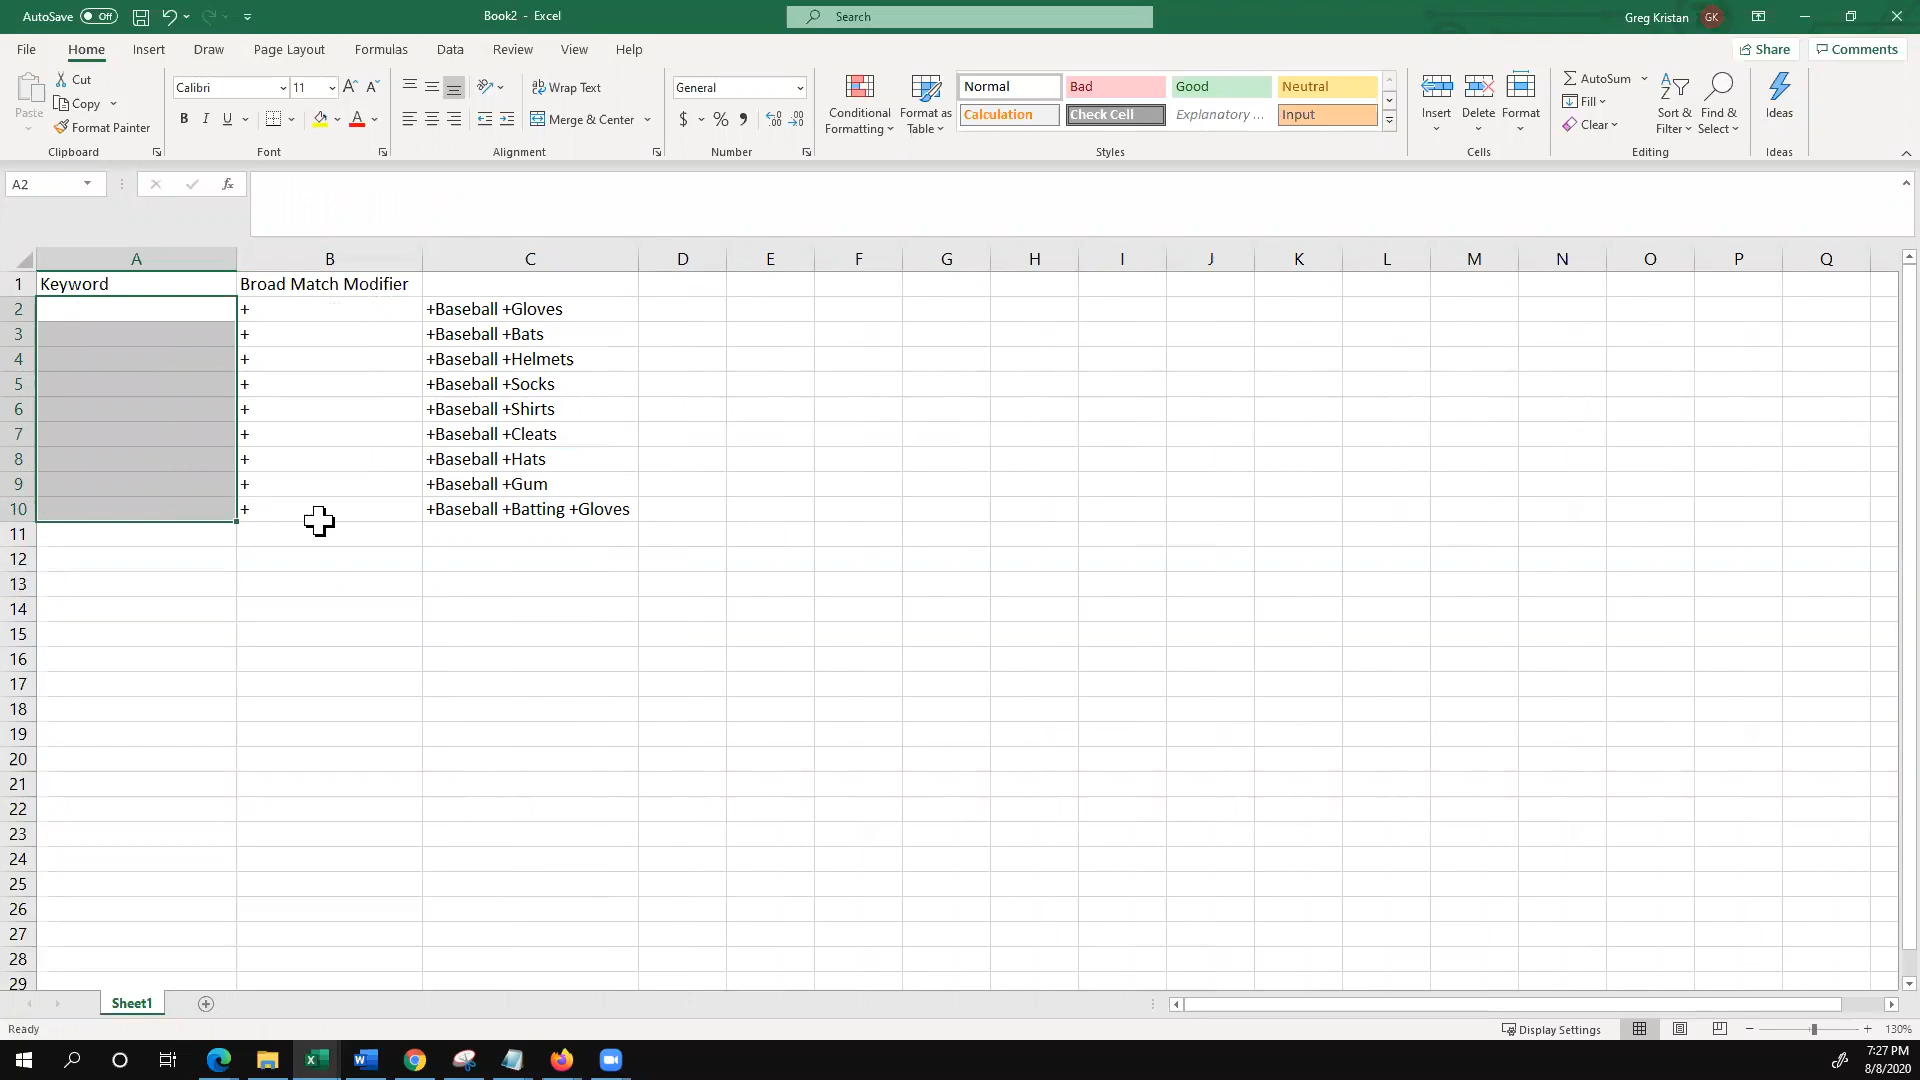 AutoSave Off Book2 - Excel Search Greg Kristan GK
File Home Insert Draw Page Layout Formulas Data Review View Help Share Comments
Paste Cut Copy Format Painter Clipboard
Calibri 11 B I U A Font
Wrap Text Merge & Center Alignment
General $ % Number
Conditional Formatting Format as Table
Normal Bad Good Neutral
Calculation Check Cell Explanatory ... Input
Styles
Insert Delete Format Cells
AutoSum Fill Clear Sort & Filter Find & Select Editing
Ideas Ideas
A2 fx
A B C D E F G H I J K L M N O P Q
1 Keyword Broad Match Modifier
2 + +Baseball +Gloves
3 + +Baseball +Bats
4 + +Baseball +Helmets
5 + +Baseball +Socks
6 + +Baseball +Shirts
7 + +Baseball +Cleats
8 + +Baseball +Hats
9 + +Baseball +Gum
10 + +Baseball +Batting +Gloves
11
12
13
14
15
16
17
18
19
20
21
22
23
24
25
26
27
28
29
Sheet1
Ready Display Settings 130%
7:27 PM
8/8/2020